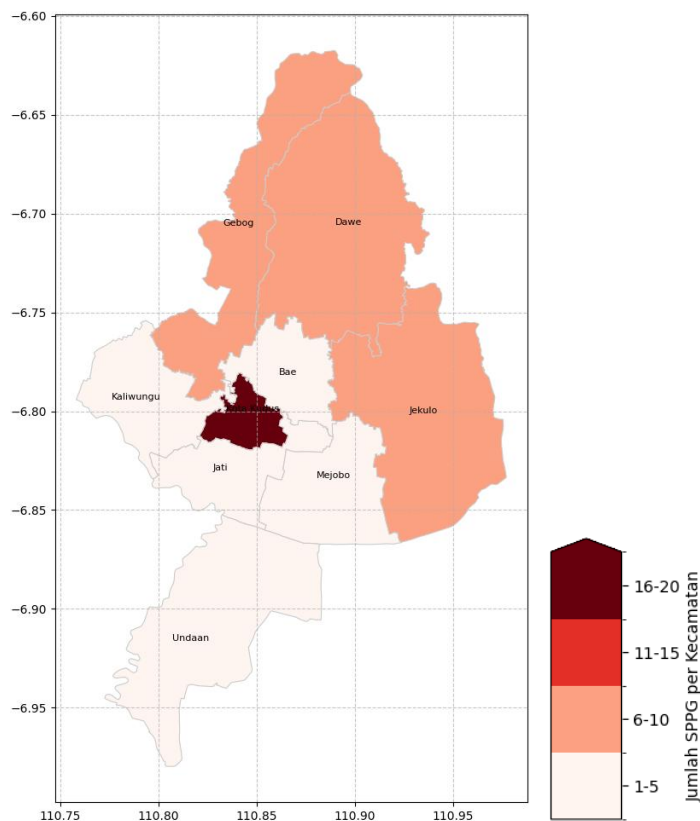 −6.60
−6.65
−6.70
−6.75
−6.80
−6.85
−6.90
−6.95
110.75 110.80 110.85 110.90 110.95
Gebog
Dawe
Bae
Kaliwungu
Jekulo
Jati
Mejobo
Undaan
16-20
11-15
6-10
1-5
Jumlah SPPG per Kecamatan